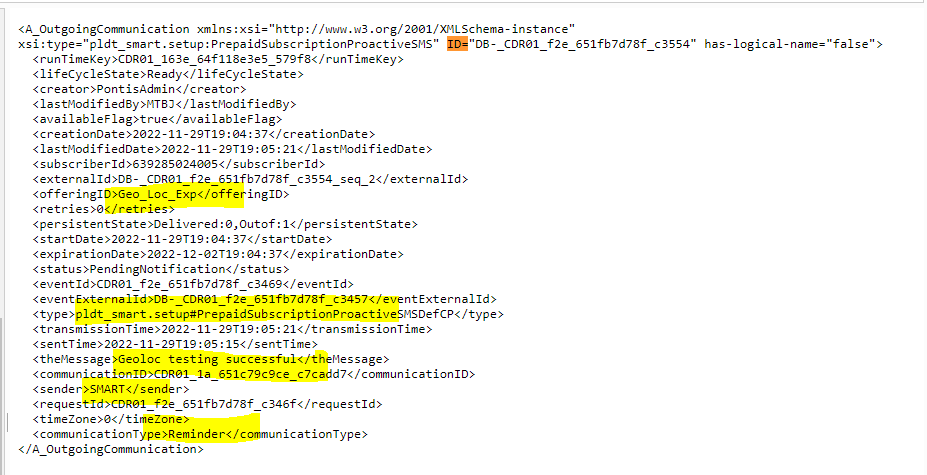 <A_OutgoingCommunication xmlns:xsi="http://www.w3.org/2001/XMLSchema-instance"
xsi:type="pldt_smart.setup:PrepaidSubscriptionProactiveSMS" ID="DB-_CDR01_f2e_651fb7d78f_c3554" has-logical-name="false">
<runTimeKey>CDR01_163e_64f118e3e5_579f8</runTimeKey>
<lifeCycleState>Ready</lifeCycleState>
<creator>PontisAdmin</creator>
<lastModifiedBy>MTBJ</lastModifiedBy>
<availableFlag>true</availableFlag>
<creationDate>2022-11-29T19:04:37</creationDate>
<lastModifiedDate>2022-11-29T19:05:21</lastModifiedDate>
<subscriberId>639285024005</subscriberId>
<externalId>DB-_CDR01_f2e_651fb7d78f_c3554_seq_2</externalId>
<offeringID>Geo_Loc_Exp</offeringID>
<retries>0</retries>
<persistentState>Delivered:0,Outof:1</persistentState>
<startDate>2022-11-29T19:04:37</startDate>
<expirationDate>2022-12-02T19:04:37</expirationDate>
<status>PendingNotification</status>
<eventId>CDR01_f2e_651fb7d78f_c3469</eventId>
<eventExternalId>DB-_CDR01_f2e_651fb7d78f_c3457</eventExternalId>
<type>pldt_smart.setup#PrepaidSubscriptionProactiveSMSDefCP</type>
<transmissionTime>2022-11-29T19:05:21</transmissionTime>
<sentTime>2022-11-29T19:05:15</sentTime>
<theMessage>Geoloc testing successful</theMessage>
<communicationID>CDR01_1a_651c79c9ce_c7cadd7</communicationID>
<sender>SMART</sender>
<requestId>CDR01_f2e_651fb7d78f_c346f</requestId>
<timeZone>0</timeZone>
<communicationType>Reminder</communicationType>
</A_OutgoingCommunication>